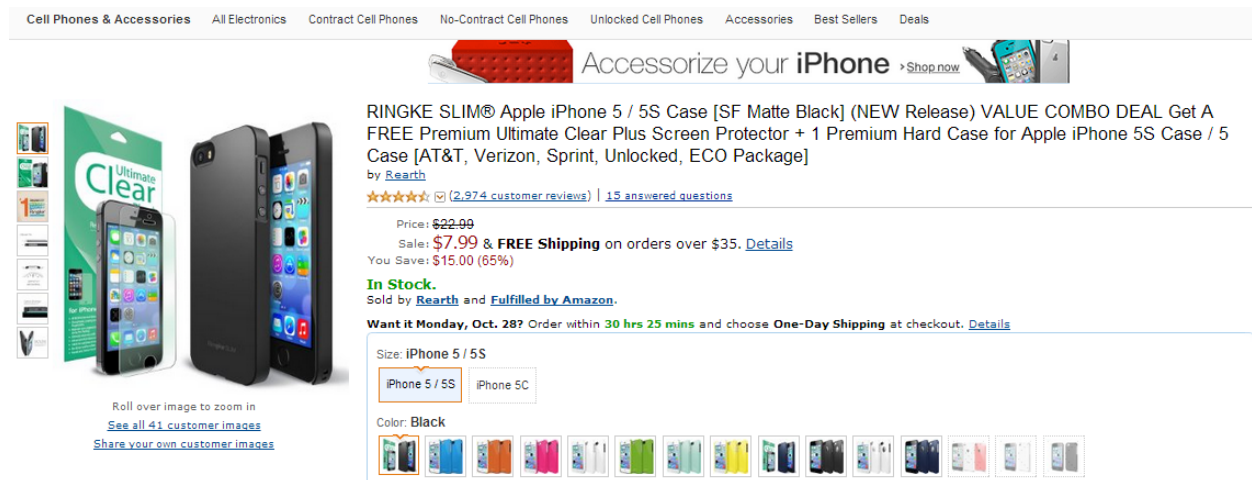 Cell Phones & Accessories All Electronics Contract Cell Phones No-Contract Cell Phones Unlocked Cell Phones Accessories Best Sellers Deals
Accessorize your iPhone › Shop now
RINGKE SLIM® Apple iPhone 5 / 5S Case [SF Matte Black] (NEW Release) VALUE COMBO DEAL Get A
FREE Premium Ultimate Clear Plus Screen Protector + 1 Premium Hard Case for Apple iPhone 5S Case / 5
Case [AT&T, Verizon, Sprint, Unlocked, ECO Package]
by Rearth
(2,974 customer reviews) | 15 answered questions
Price: $22.99
Sale: $7.99 & FREE Shipping on orders over $35. Details
You Save: $15.00 (65%)
In Stock.
Sold by Rearth and Fulfilled by Amazon.
Want it Monday, Oct. 28? Order within 30 hrs 25 mins and choose One-Day Shipping at checkout. Details
Size: iPhone 5 / 5S
iPhone 5 / 5S iPhone 5C
Color: Black
Ultimate
Clear
for iPhone
Roll over image to zoom in
See all 41 customer images
Share your own customer images